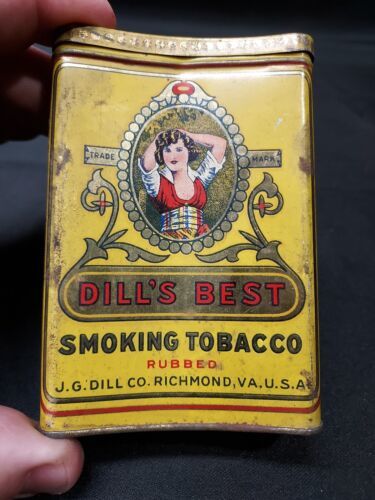 TRADE MARK
DILL'S BEST
SMOKING TOBACCO
RUBBED
J.G. DILL CO. RICHMOND, VA. U.S.A